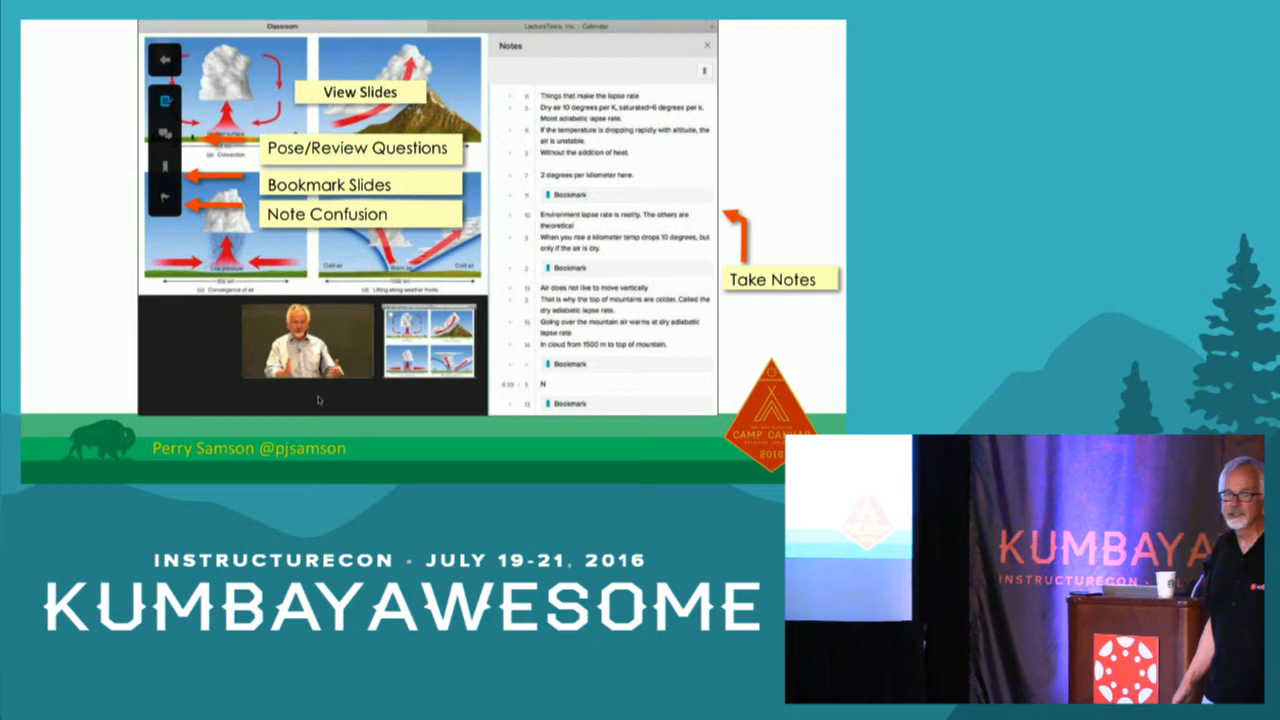 Classroom
LectureTools, Inc. - Calendar
Notes
View Slides
Pose/Review Questions
Bookmark Slides
Note Confusion
Take Notes
(a) Convection
Cold air
Warm air
Cold air
(c) Convergence of air
(d) Lifting along weather fronts
Things that make the lapse rate
Dry air 10 degrees per K, saturated=6 degrees per k.
Moist adiabatic lapse rate.
If the temperature is dropping rapidly with altitude, the
air is unstable.
Without the addition of heat.
2 degrees per kilometer here.
Bookmark
Environment lapse rate is reality. The others are
theoretical
When you rise a kilometer temp drops 10 degrees, but
only if the air is dry.
Bookmark
Air does not like to move vertically
That is why the top of mountains are colder. Called the
dry adiabatic lapse rate.
Going over the mountain air warms at dry adiabatic
lapse rate
In cloud from 1500 m to top of mountain.
Bookmark
N
Bookmark
Perry Samson @pjsamson
CAMP CANVAS
2016
INSTRUCTURECON • JULY 19-21, 2016
KUMBAYAWESOME
KUMBAYA
INSTRUCTURECON